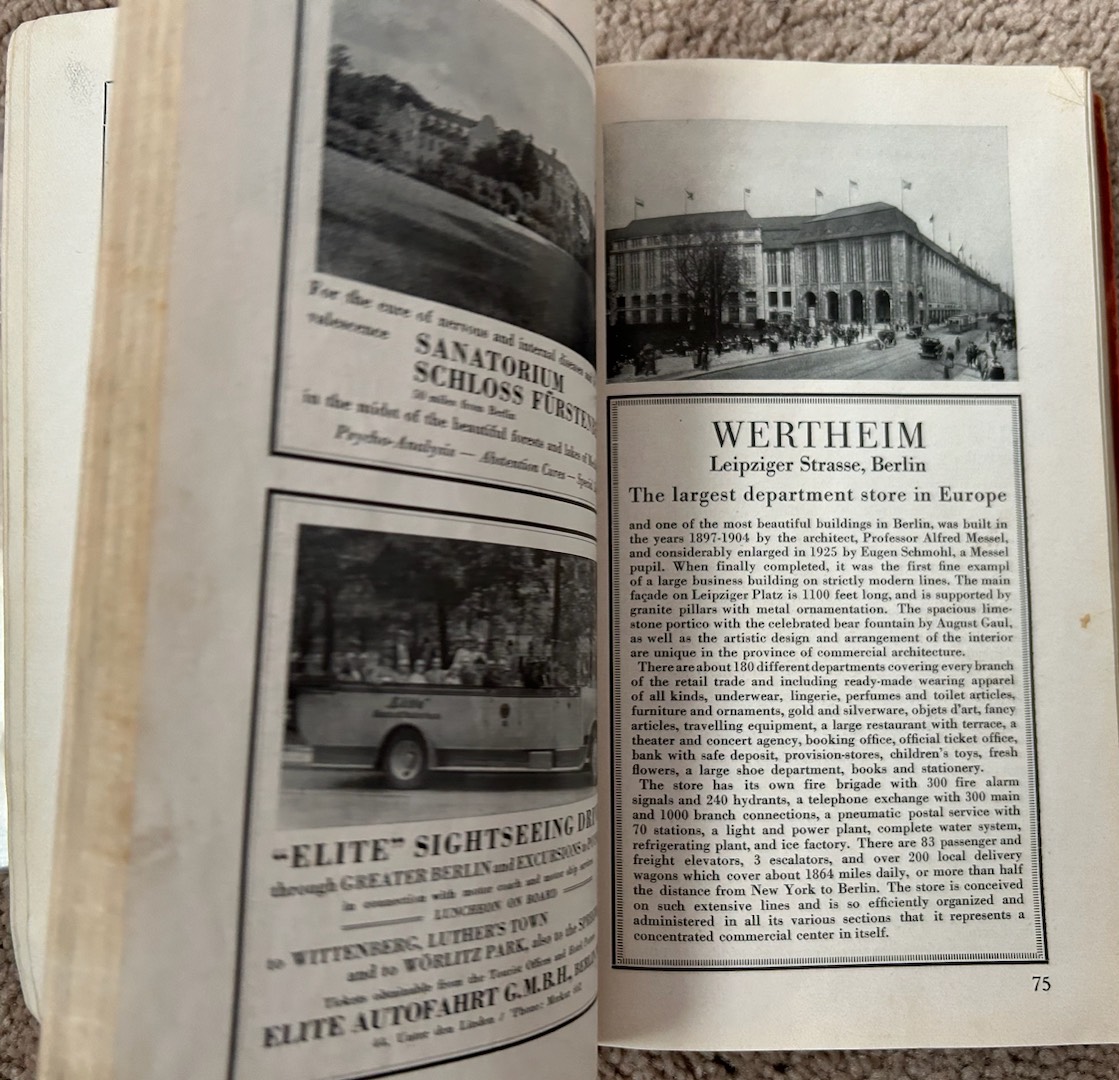 For the cure of nervous and internal diseases and
valescence
SANATORIUM
SCHLOSS FÜRSTEN
50 miles from Berlin
in the midst of the beautiful forests and lakes of
Psycho-Analysis — Abstention Cures —
"Elite"
"ELITE" SIGHTSEEING
through GREATER BERLIN and EXCURSIONS
in connection with motor coach and motor
LUNCHEON ON BOARD
to WITTENBERG, LUTHER'S TOWN
and to WÖRLITZ PARK, also to the
Tickets obtainable from the Tourist Offices and Hotel
ELITE AUTOFAHRT G.M.B.H., BERLIN
Unter den Linden / 'Phone: Merkur
WERTHEIM
Leipziger Strasse, Berlin
The largest department store in Europe
and one of the most beautiful buildings in Berlin, was built in
the years 1897-1904 by the architect, Professor Alfred Messel,
and considerably enlarged in 1925 by Eugen Schmohl, a Messel
pupil. When finally completed, it was the first fine exampl
of a large business building on strictly modern lines. The main
façade on Leipziger Platz is 1100 feet long, and is supported by
granite pillars with metal ornamentation. The spacious lime-
stone portico with the celebrated bear fountain by August Gaul,
as well as the artistic design and arrangement of the interior
are unique in the province of commercial architecture.
There are about 180 different departments covering every branch
of the retail trade and including ready-made wearing apparel
of all kinds, underwear, lingerie, perfumes and toilet articles,
furniture and ornaments, gold and silverware, objets d'art, fancy
articles, travelling equipment, a large restaurant with terrace, a
theater and concert agency, booking office, official ticket office,
bank with safe deposit, provision-stores, children's toys, fresh
flowers, a large shoe department, books and stationery.
The store has its own fire brigade with 300 fire alarm
signals and 240 hydrants, a telephone exchange with 300 main
and 1000 branch connections, a pneumatic postal service with
70 stations, a light and power plant, complete water system,
refrigerating plant, and ice factory. There are 83 passenger and
freight elevators, 3 escalators, and over 200 local delivery
wagons which cover about 1864 miles daily, or more than half
the distance from New York to Berlin. The store is conceived
on such extensive lines and is so efficiently organized and
administered in all its various sections that it represents a
concentrated commercial center in itself.
75